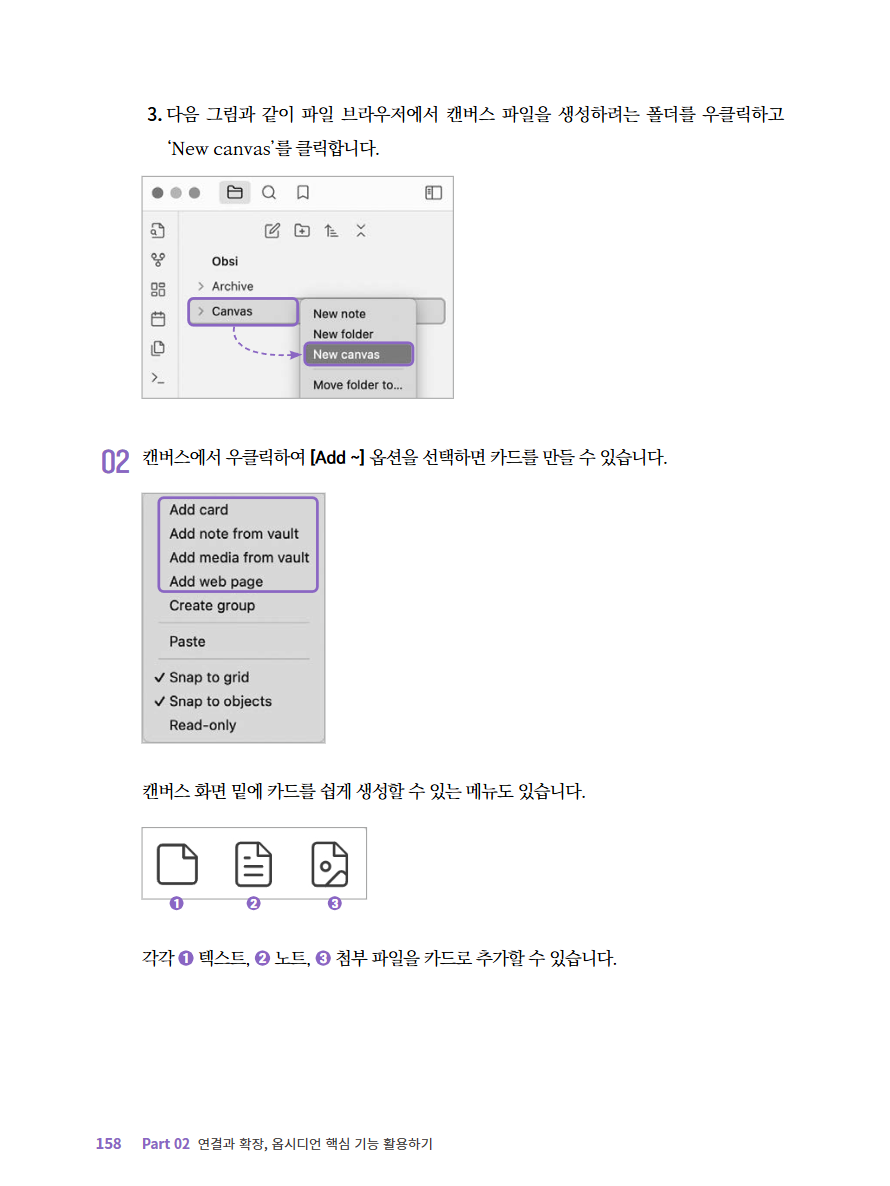 3. 다음 그림과 같이 파일 브라우저에서 캔버스 파일을 생성하려는 폴더를 우클릭하고
‘New canvas’를 클릭합니다.
Obsi
Archive
Canvas
New note
New folder
New canvas
Move folder to...
02 캔버스에서 우클릭하여 [Add ~] 옵션을 선택하면 카드를 만들 수 있습니다.
Add card
Add note from vault
Add media from vault
Add web page
Create group
Paste
✓ Snap to grid
✓ Snap to objects
Read-only
캔버스 화면 밑에 카드를 쉽게 생성할 수 있는 메뉴도 있습니다.
❶ ❷ ❸
각각 ❶ 텍스트, ❷ 노트, ❸ 첨부 파일을 카드로 추가할 수 있습니다.
158 Part 02 연결과 확장, 옵시디언 핵심 기능 활용하기